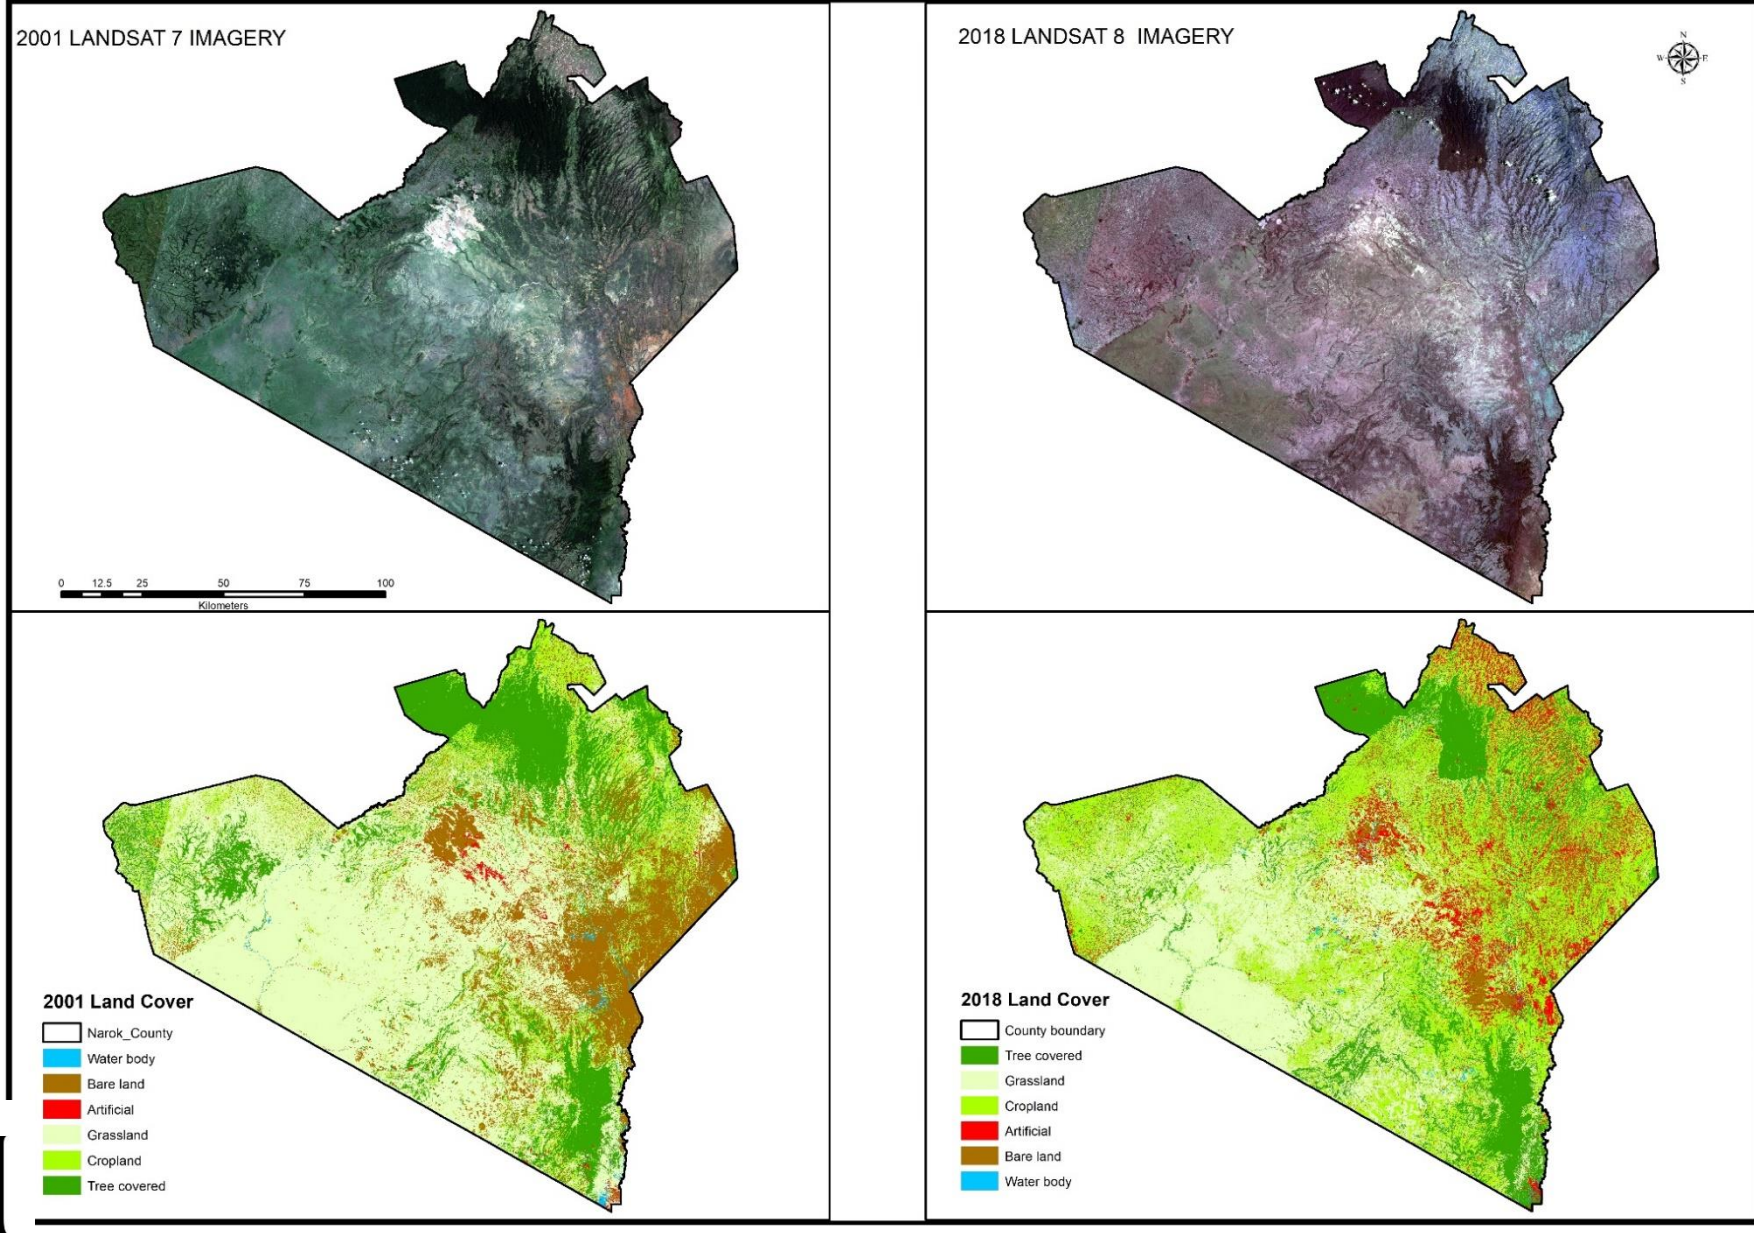 2001 LANDSAT 7 IMAGERY
0 12.5 25 50 75 100
Kilometers
2018 LANDSAT 8 IMAGERY
N
W E
S
2001 Land Cover
Narok_County
Water body
Bare land
Artificial
Grassland
Cropland
Tree covered
2018 Land Cover
County boundary
Tree covered
Grassland
Cropland
Artificial
Bare land
Water body